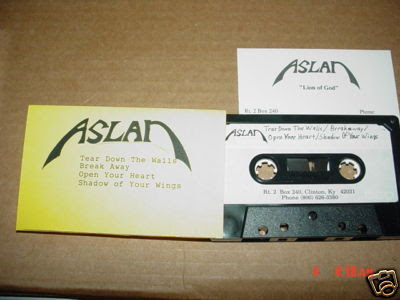 ASLAN
Tear Down The Walls
Break Away
Open Your Heart
Shadow of Your Wings
ASLAN
"Lion of God"
Rt. 2 Box 240
Phone
ASLAN
Tear Down The Walls/Breakaway/
Open Your Heart/Shadow of Your Wings
Rt. 2 Box 240, Clinton, Ky 42031
Phone